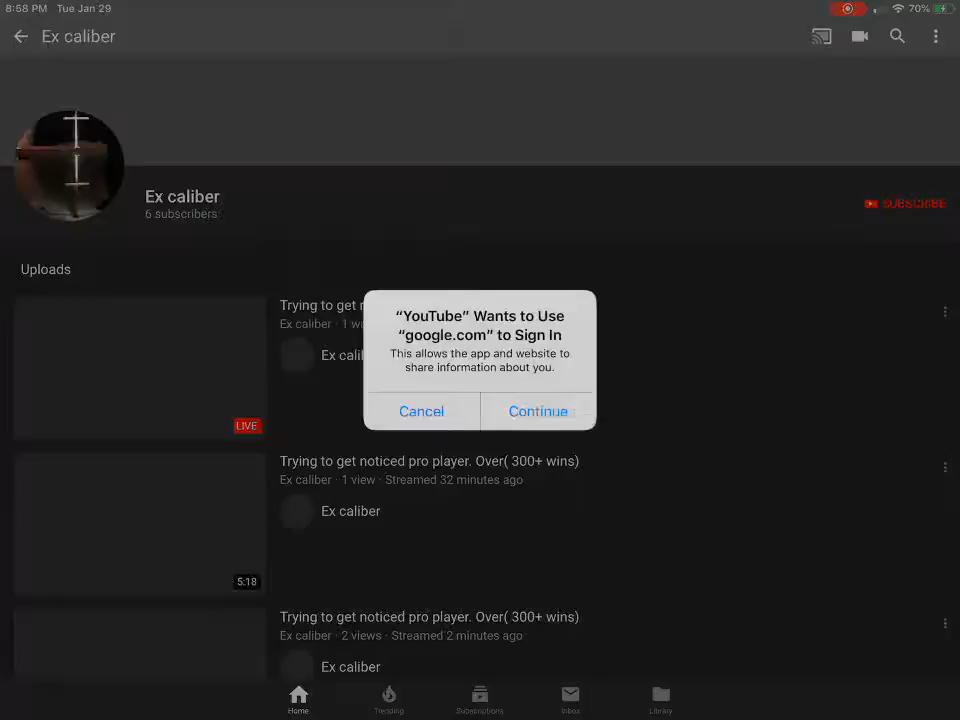 8:58 PM Tue Jan 29
70%
Ex caliber
Ex caliber
6 subscribers
SUBSCRIBE
Uploads
Trying to get
Ex caliber · 1
Ex cali
LIVE
"YouTube" Wants to Use
"google.com" to Sign In
This allows the app and website to
share information about you.
Cancel
Continue
Trying to get noticed pro player. Over( 300+ wins)
Ex caliber · 1 view · Streamed 32 minutes ago
Ex caliber
5:18
Trying to get noticed pro player. Over( 300+ wins)
Ex caliber · 2 views · Streamed 2 minutes ago
Ex caliber
Home
Trending
Subscriptions
Inbox
Library